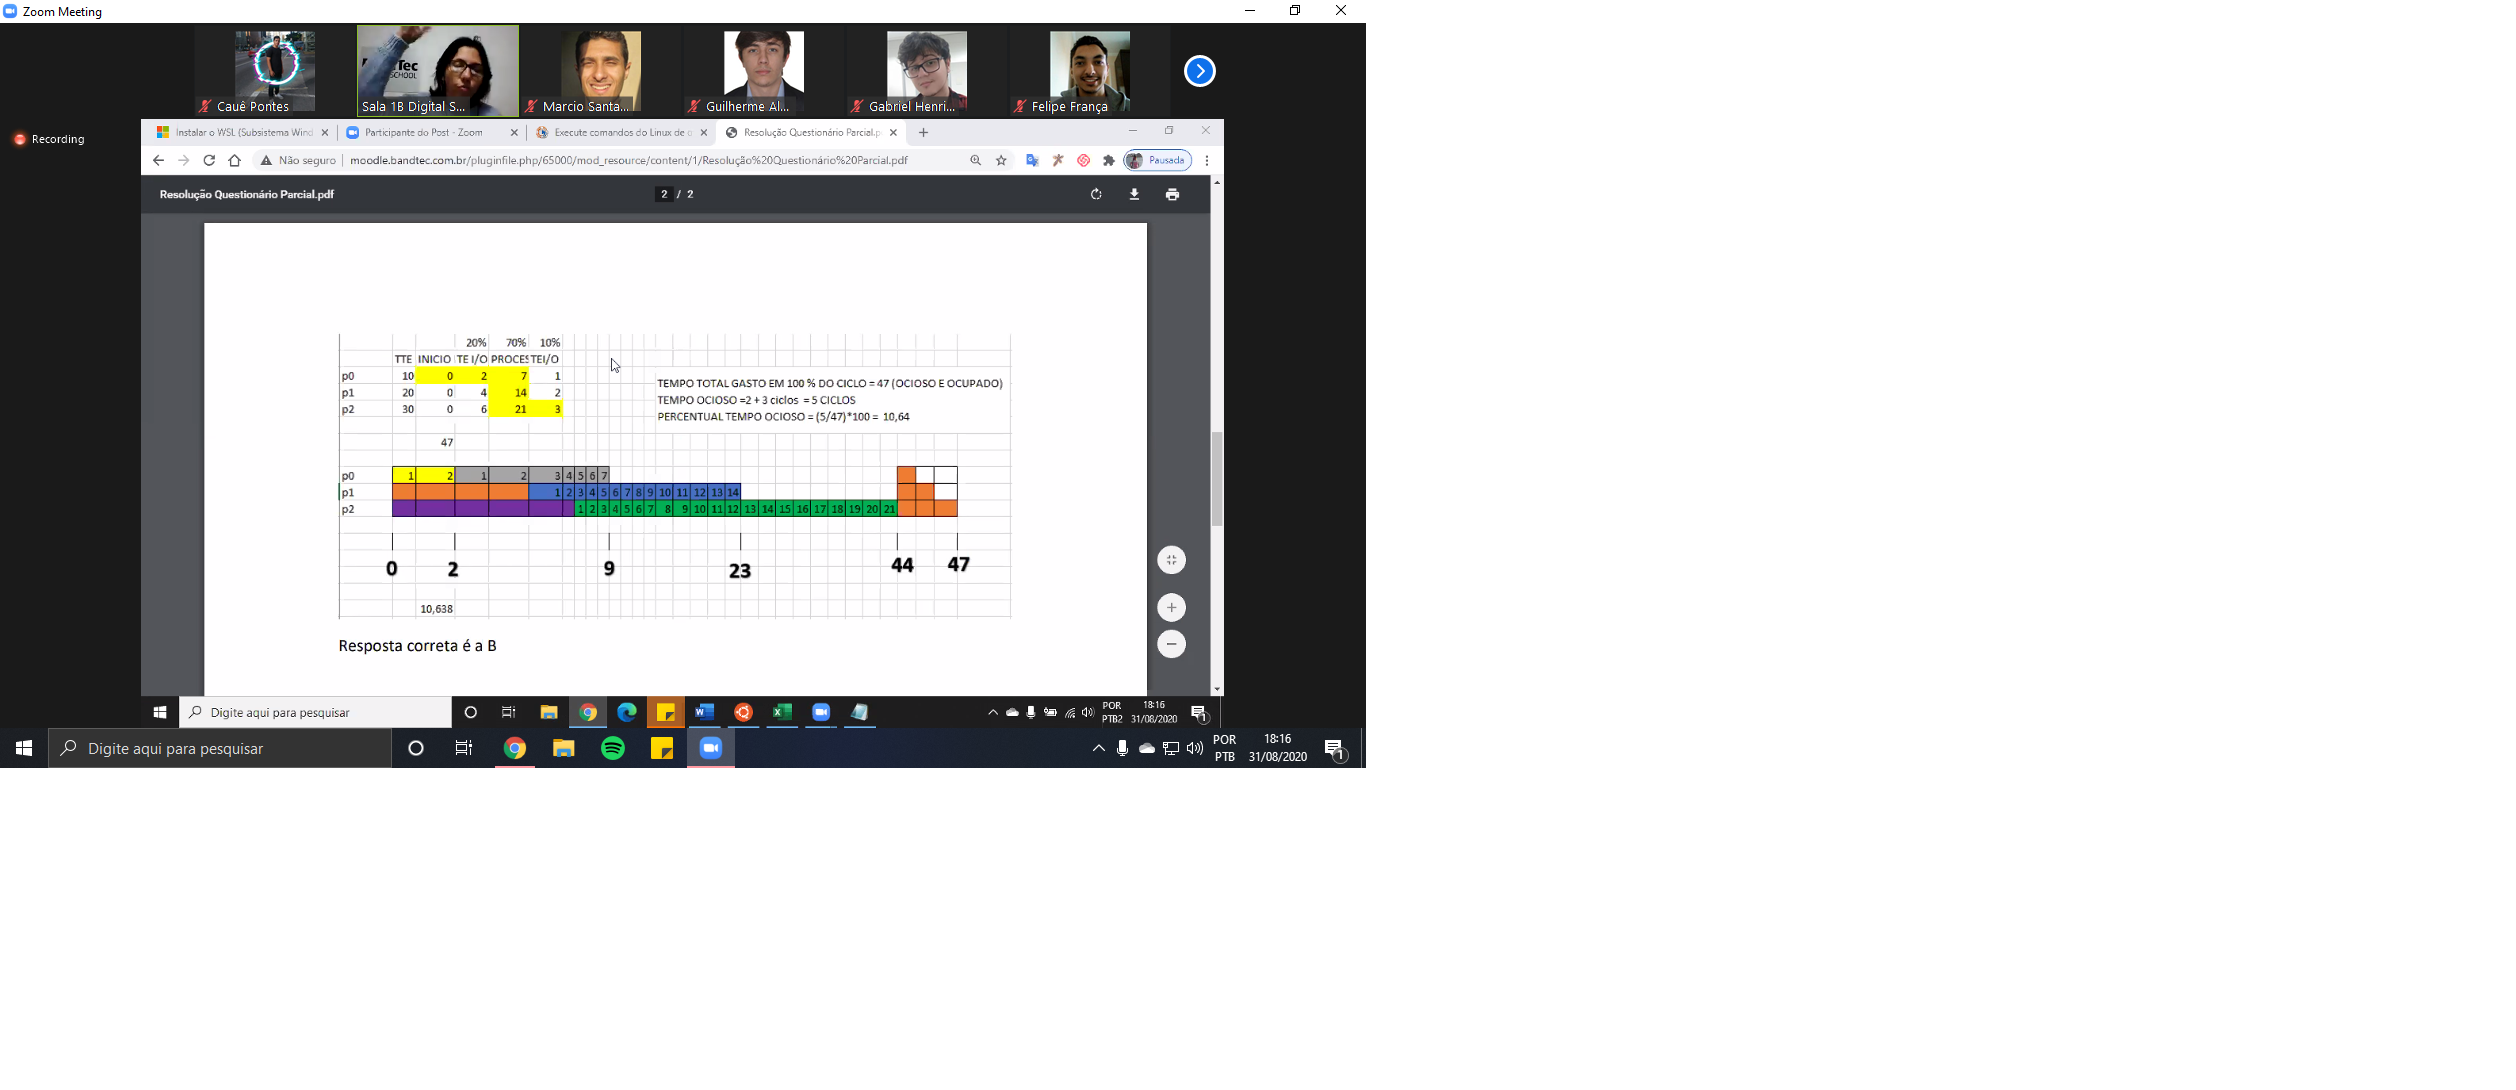 Zoom Meeting
Tec
SCHOOL
Cauê Pontes
Sala 1B Digital S...
Marcio Santa...
Guilherme Al...
Gabriel Henri...
Felipe França
Recording
Instalar o WSL (Subsistema Wind
Participante do Post - Zoom
Execute comandos do Linux de o
Resolução Questionário Parcial.p
Não seguro
moodle.bandtec.com.br/pluginfile.php/65000/mod_resource/content/1/Resolução%20Questionário%20Parcial.pdf
Pausada
Resolução Questionário Parcial.pdf
2 / 2
20% 70% 10%
TTE INICIO TE I/O PROCES TEI/O
p0 10 0 2 7 1
p1 20 0 4 14 2
p2 30 0 6 21 3
TEMPO TOTAL GASTO EM 100 % DO CICLO = 47 (OCIOSO E OCUPADO)
TEMPO OCIOSO =2 + 3 ciclos = 5 CICLOS
PERCENTUAL TEMPO OCIOSO = (5/47)*100 = 10,64
47
p0 1 2 1 2 3 4 5 6 7
p1 1 2 3 4 5 6 7 8 9 10 11 12 13 14
p2 1 2 3 4 5 6 7 8 9 10 11 12 13 14 15 16 17 18 19 20 21
0 2 9 23 44 47
10,638
Resposta correta é a B
Digite aqui para pesquisar
POR
PTB2
18:16
31/08/2020
1
Digite aqui para pesquisar
POR
PTB
18:16
31/08/2020
1